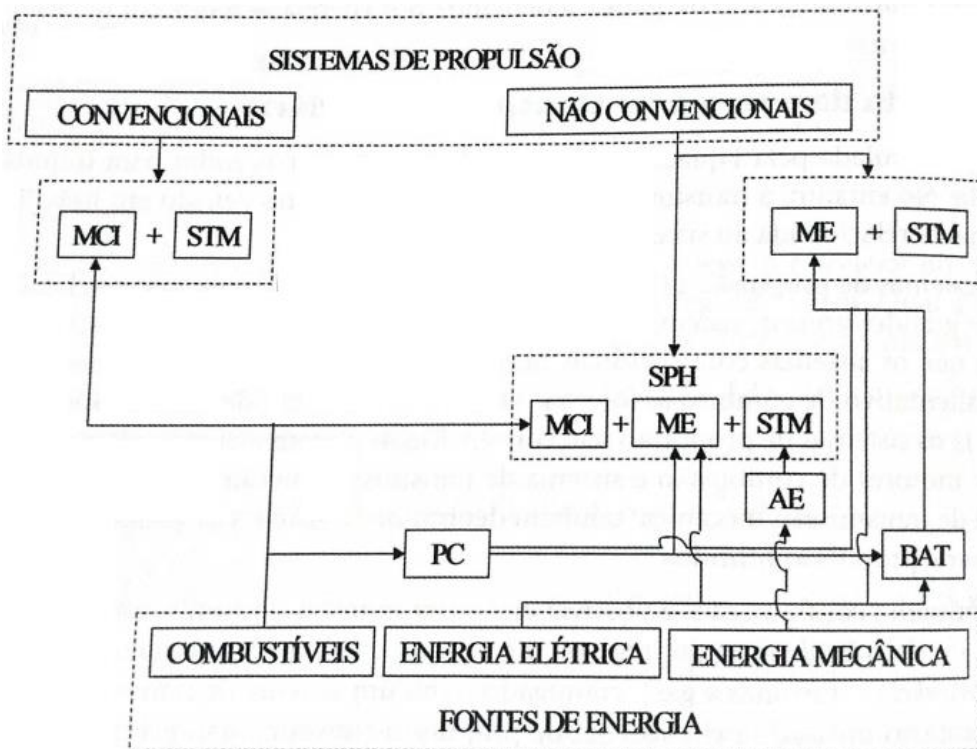 SISTEMAS DE PROPULSÃO
CONVENCIONAIS
NÃO CONVENCIONAIS
MCI + STM
ME + STM
SPH
MCI + ME + STM
AE
PC
BAT
COMBUSTÍVEIS
ENERGIA ELÉTRICA
ENERGIA MECÂNICA
FONTES DE ENERGIA